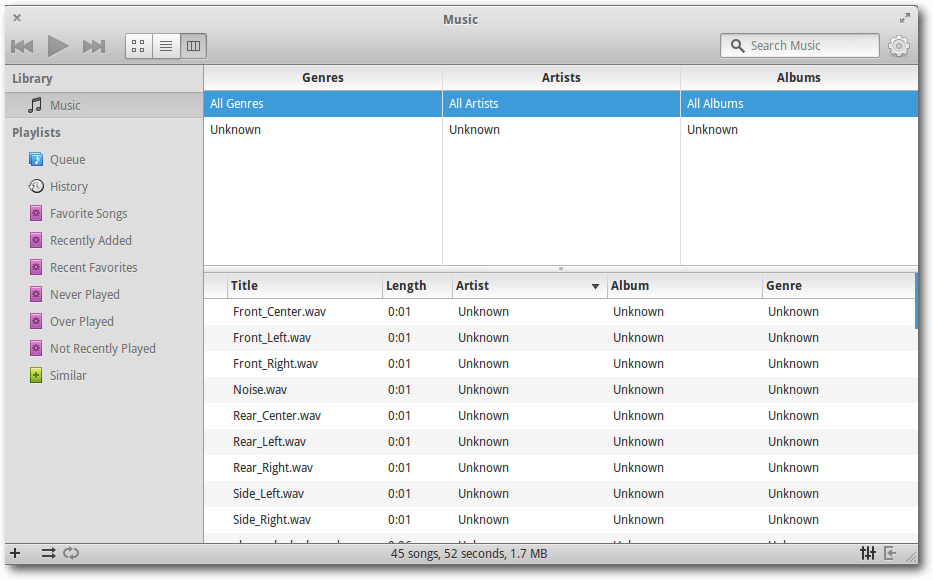 Music
Search Music
Library
Music
Playlists
Queue
History
Favorite Songs
Recently Added
Recent Favorites
Never Played
Over Played
Not Recently Played
Similar
Genres Artists Albums
All Genres All Artists All Albums
Unknown Unknown Unknown
Title Length Artist Album Genre
Front_Center.wav 0:01 Unknown Unknown Unknown
Front_Left.wav 0:01 Unknown Unknown Unknown
Front_Right.wav 0:01 Unknown Unknown Unknown
Noise.wav 0:01 Unknown Unknown Unknown
Rear_Center.wav 0:01 Unknown Unknown Unknown
Rear_Left.wav 0:01 Unknown Unknown Unknown
Rear_Right.wav 0:01 Unknown Unknown Unknown
Side_Left.wav 0:01 Unknown Unknown Unknown
Side_Right.wav 0:01 Unknown Unknown Unknown
45 songs, 52 seconds, 1.7 MB